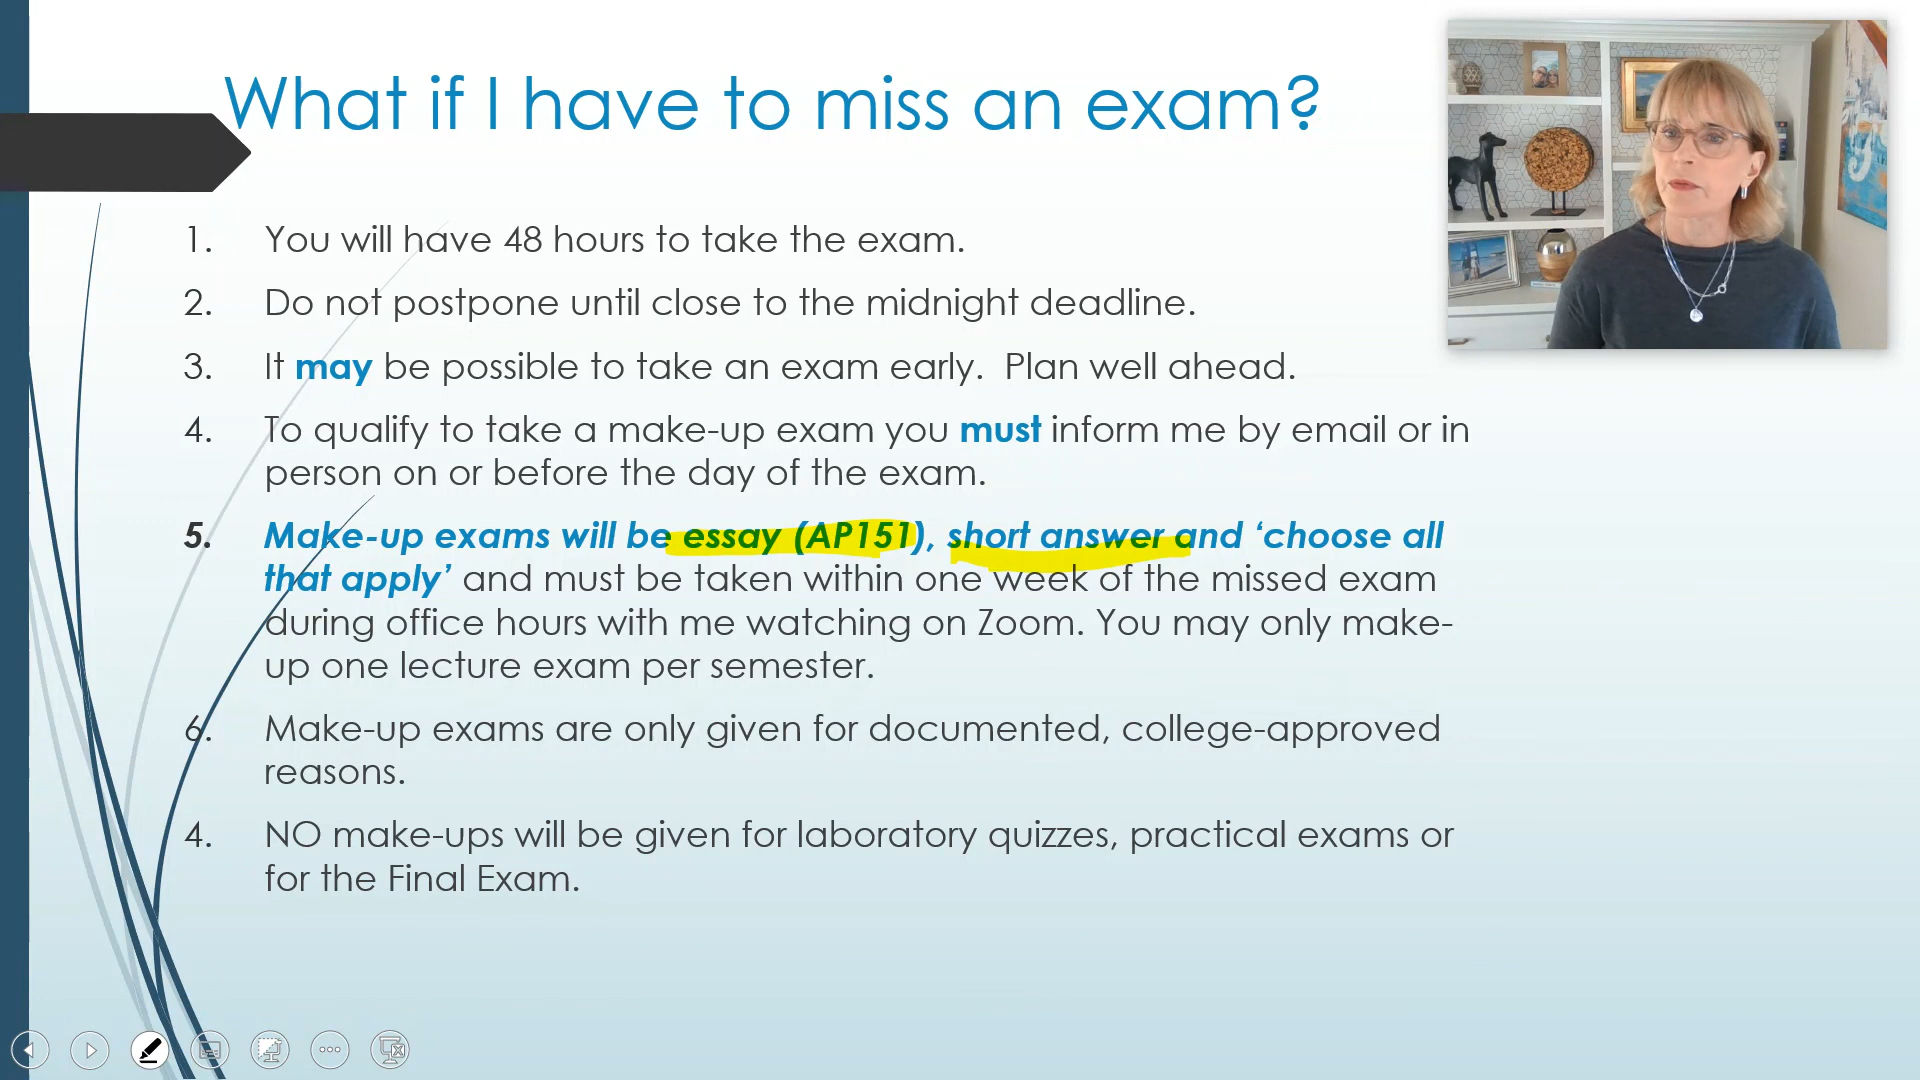 What if I have to miss an exam?
1. You will have 48 hours to take the exam.
2. Do not postpone until close to the midnight deadline.
3. It may be possible to take an exam early.  Plan well ahead.
4. To qualify to take a make-up exam you must inform me by email or in
person on or before the day of the exam.
5. Make-up exams will be essay (AP151), short answer and ‘choose all
that apply’ and must be taken within one week of the missed exam
during office hours with me watching on Zoom. You may only make-
up one lecture exam per semester.
6. Make-up exams are only given for documented, college-approved
reasons.
4. NO make-ups will be given for laboratory quizzes, practical exams or
for the Final Exam.